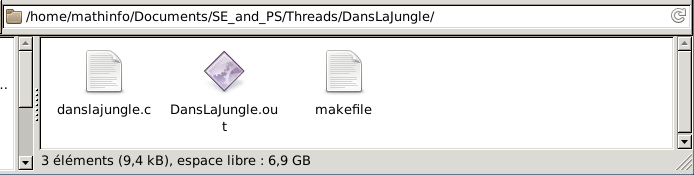 /home/mathinfo/Documents/SE_and_PS/Threads/DansLaJungle/
..
danslajungle.c
DansLaJungle.ou
t
makefile
3 éléments (9,4 kB), espace libre : 6,9 GB